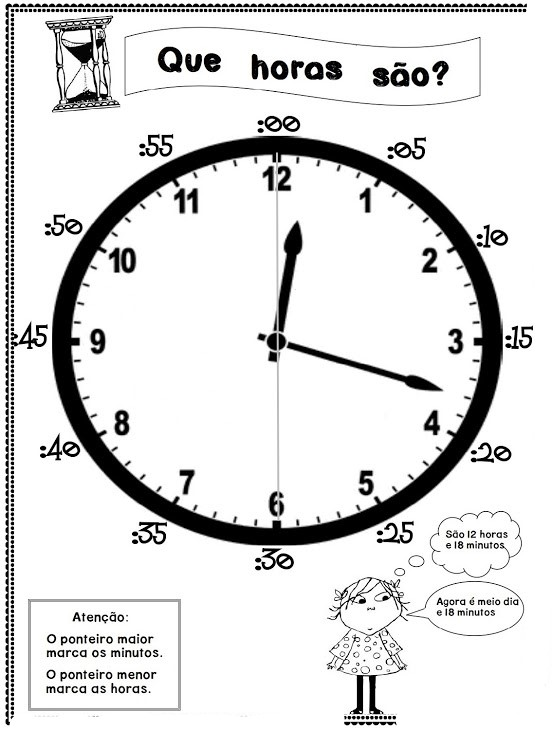 Que horas são?
:00
:55
:05
12
11
1
:50
:10
10
2
:45
9
3
:15
8
4
:40
:20
7
5
6
:35
:25
:30
São 12 horas
e 18 minutos
Agora é meio dia
e 18 minutos
Atenção:
O ponteiro maior
marca os minutos.
O ponteiro menor
marca as horas.